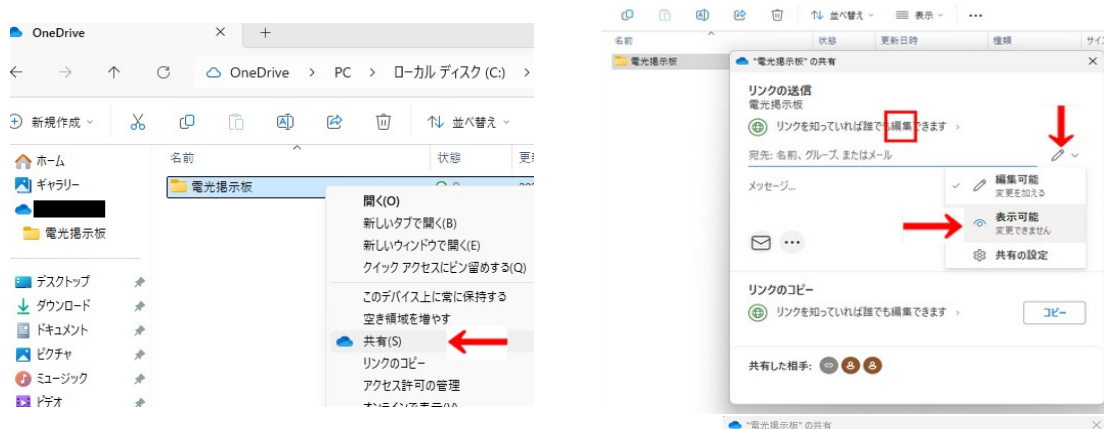 OneDrive
OneDrive > PC > ローカル ディスク (C:) >
新規作成
並べ替え
ホーム
ギャラリー
電光掲示板
デスクトップ
ダウンロード
ドキュメント
ピクチャ
ミュージック
ビデオ
名前
状態
電光掲示板
開く(O)
新しいタブで開く(B)
新しいウィンドウで開く(E)
クイック アクセスにピン留めする(Q)
このデバイス上に常に保持する
空き領域を増やす
共有(S)
リンクのコピー
アクセス許可の管理
オンラインで表示(V)
並べ替え 表示
名前 状態 更新日時 種類
電光掲示板
"電光掲示板" の共有
リンクの送信
電光掲示板
リンクを知っていれば誰でも編集できます
宛先: 名前、グループ、またはメール
メッセージ...
編集可能
変更を加える
表示可能
変更できません
共有の設定
リンクのコピー
リンクを知っていれば誰でも編集できます
コピー
共有した相手:
"電光掲示板" の共有